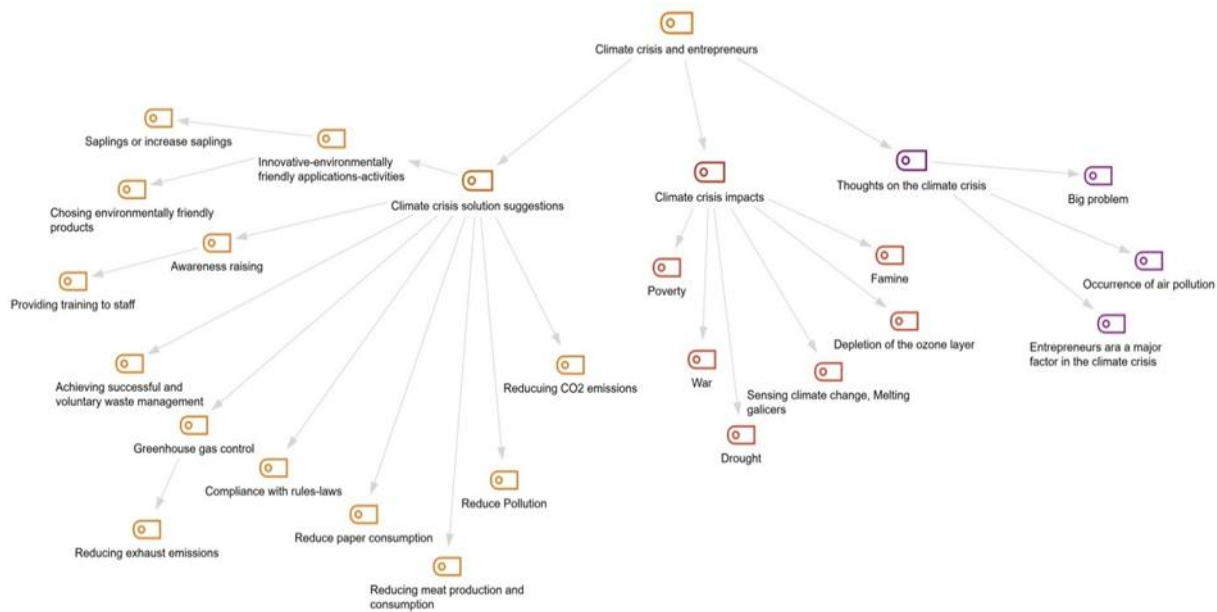 Climate crisis and entrepreneurs
Saplings or increase saplings
Innovative-environmentally
friendly applications-activities
Chosing environmentally friendly
products
Climate crisis solution suggestions
Awareness raising
Providing training to staff
Achieving successful and
voluntary waste management
Greenhouse gas control
Reducing exhaust emissions
Compliance with rules-laws
Reduce paper consumption
Reducing meat production and
consumption
Reduce Pollution
Reducuing CO2 emissions
Climate crisis impacts
Poverty
War
Drought
Sensing climate change, Melting
galicers
Depletion of the ozone layer
Famine
Thoughts on the climate crisis
Big problem
Occurrence of air pollution
Entrepreneurs ara a major
factor in the climate crisis